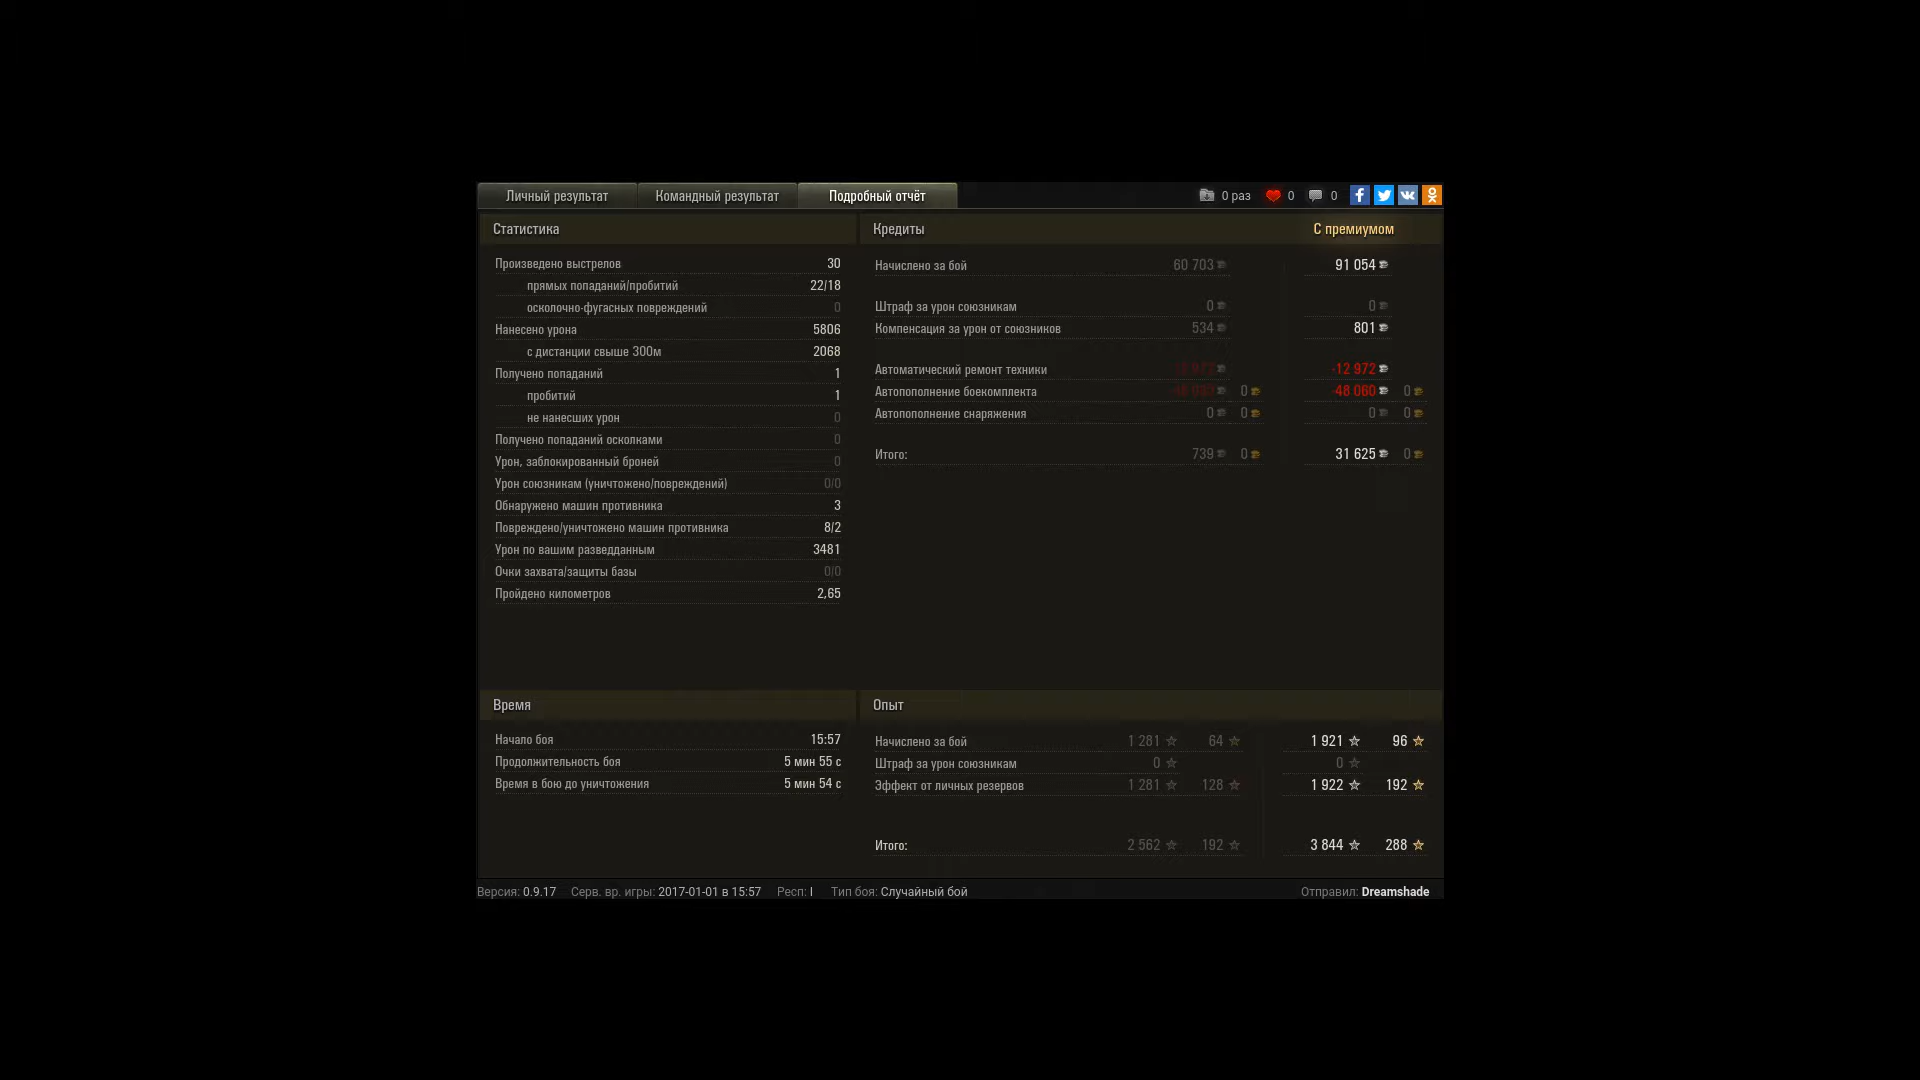 Личный результат Командный результат Подробный отчёт 0 раз 0 0
Статистика
Произведено выстрелов 30
прямых попаданий/пробитий 22/18
осколочно-фугасных повреждений 0
Нанесено урона 5806
с дистанции свыше 300м 2068
Получено попаданий 1
пробитий 1
не нанесших урон 0
Получено попаданий осколками 0
Урон, заблокированный броней 0
Урон союзникам (уничтожено/повреждений) 0/0
Обнаружено машин противника 3
Повреждено/уничтожено машин противника 8/2
Урон по вашим разведданным 3481
Очки захвата/защиты базы 0/0
Пройдено километров 2,65
Кредиты С премиумом
Начислено за бой 60 703 91 054
Штраф за урон союзникам 0 0
Компенсация за урон от союзников 534 801
Автоматический ремонт техники -12 972
Автопополнение боекомплекта 0 -48 060 0
Автопополнение снаряжения 0 0 0 0
Итого: 739 0 31 625 0
Время
Начало боя 15:57
Продолжительность боя 5 мин 55 с
Время в бою до уничтожения 5 мин 54 с
Опыт
Начислено за бой 1 281 64 1 921 96
Штраф за урон союзникам 0 0
Эффект от личных резервов 1 281 128 1 922 192
Итого: 2 562 192 3 844 288
Версия: 0.9.17 Серв. вр. игры: 2017-01-01 в 15:57 Респ: I Тип боя: Случайный бой Отправил: Dreamshade